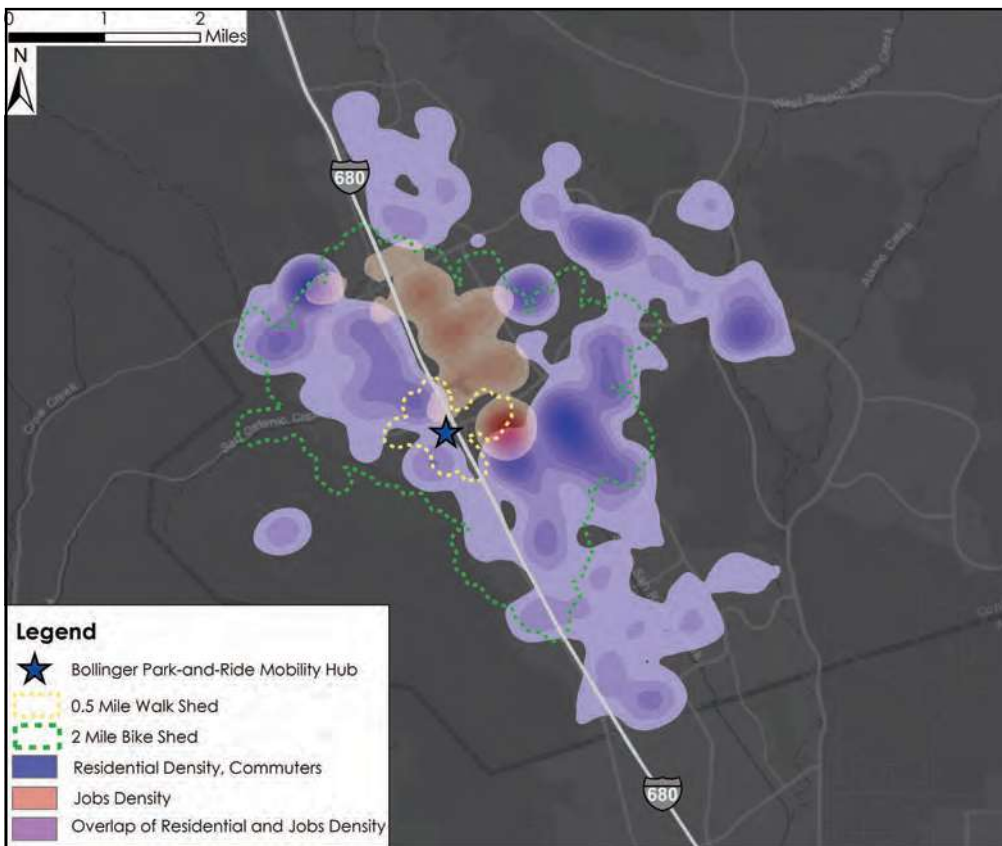 0 1 2
Miles
N
680
West Branch Alamo Creek
Alamo Creek
Crow Creek
680
Legend
Bollinger Park-and-Ride Mobility Hub
0.5 Mile Walk Shed
2 Mile Bike Shed
Residential Density, Commuters
Jobs Density
Overlap of Residential and Jobs Density